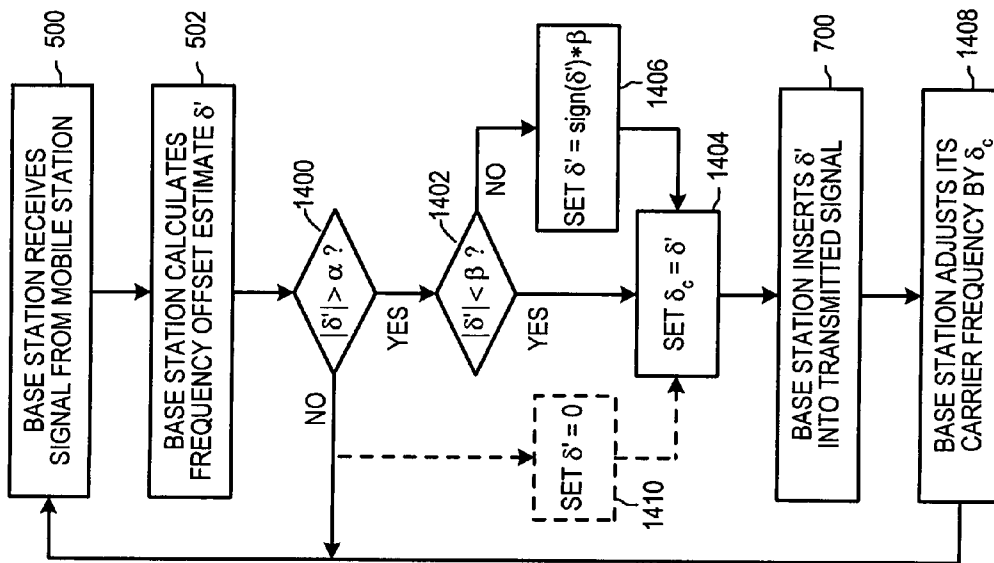 BASE STATION RECEIVES
SIGNAL FROM MOBILE STATION
500
BASE STATION CALCULATES
FREQUENCY OFFSET ESTIMATE δ'
502
|δ'| > α ?
1400
NO
YES
|δ'| < β ?
1402
NO
YES
SET δ' = sign(δ')*β
1406
SET δ' = 0
1410
SET δc = δ'
1404
BASE STATION INSERTS δ'
INTO TRANSMITTED SIGNAL
700
BASE STATION ADJUSTS ITS
CARRIER FREQUENCY BY δc
1408